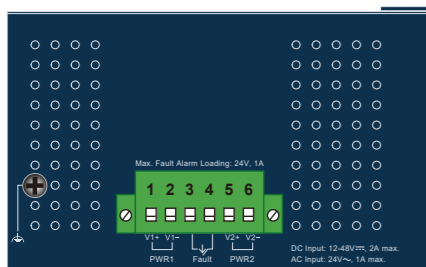 Max. Fault Alarm Loading: 24V, 1A
1 2 3 4 5 6
V1+ V1− V2+ V2−
PWR1 Fault PWR2
DC Input: 12-48V⎓, 2A max.
AC Input: 24V～, 1A max.